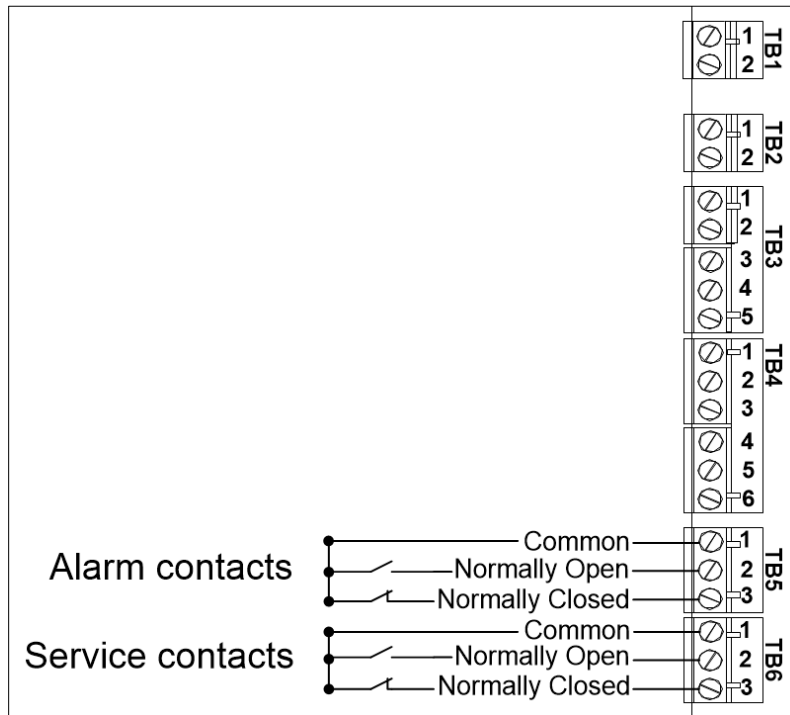 1
2
TB1
1
2
TB2
1
2
3
4
5
TB3
1
2
3
4
5
6
TB4
Alarm contacts
Common 1
Normally Open 2
Normally Closed 3
TB5
Service contacts
Common 1
Normally Open 2
Normally Closed 3
TB6